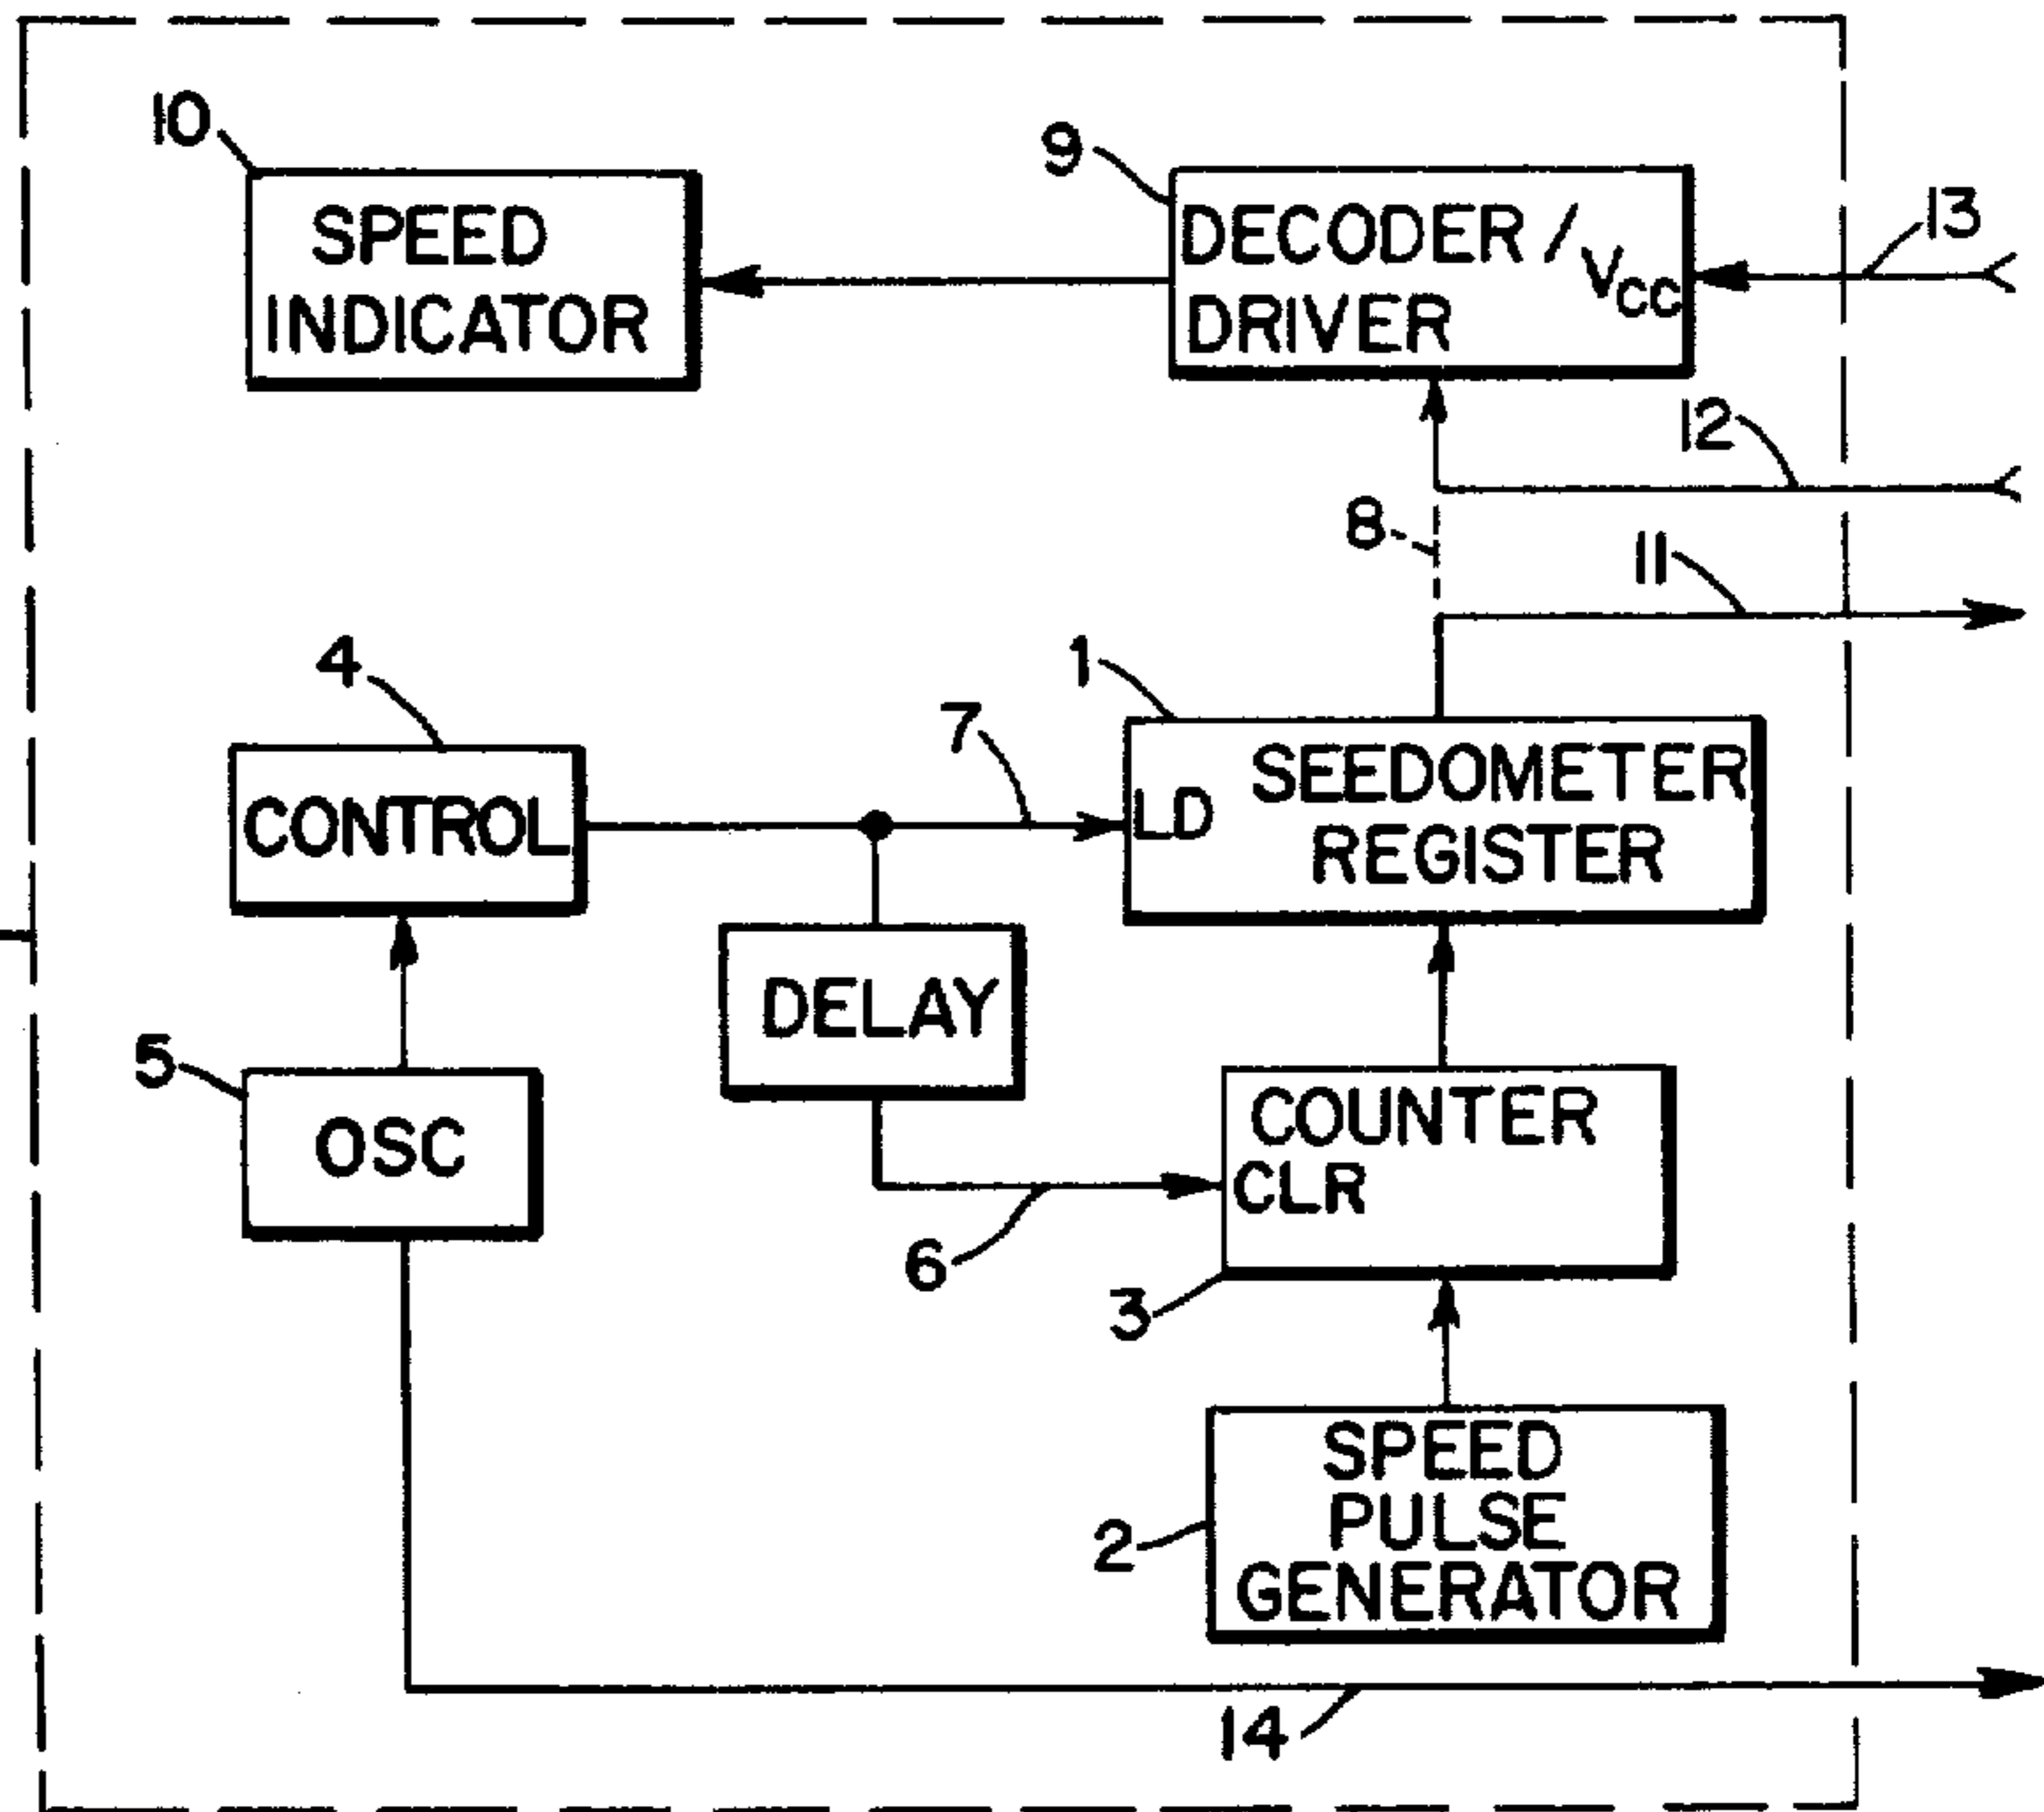 10
SPEED
INDICATOR
9
DECODER/
DRIVER
VCC
13
12
8
11
4
CONTROL
7
1
LD
SEEDOMETER
REGISTER
DELAY
5
OSC
6
COUNTER
CLR
3
SPEED
PULSE
GENERATOR
2
14